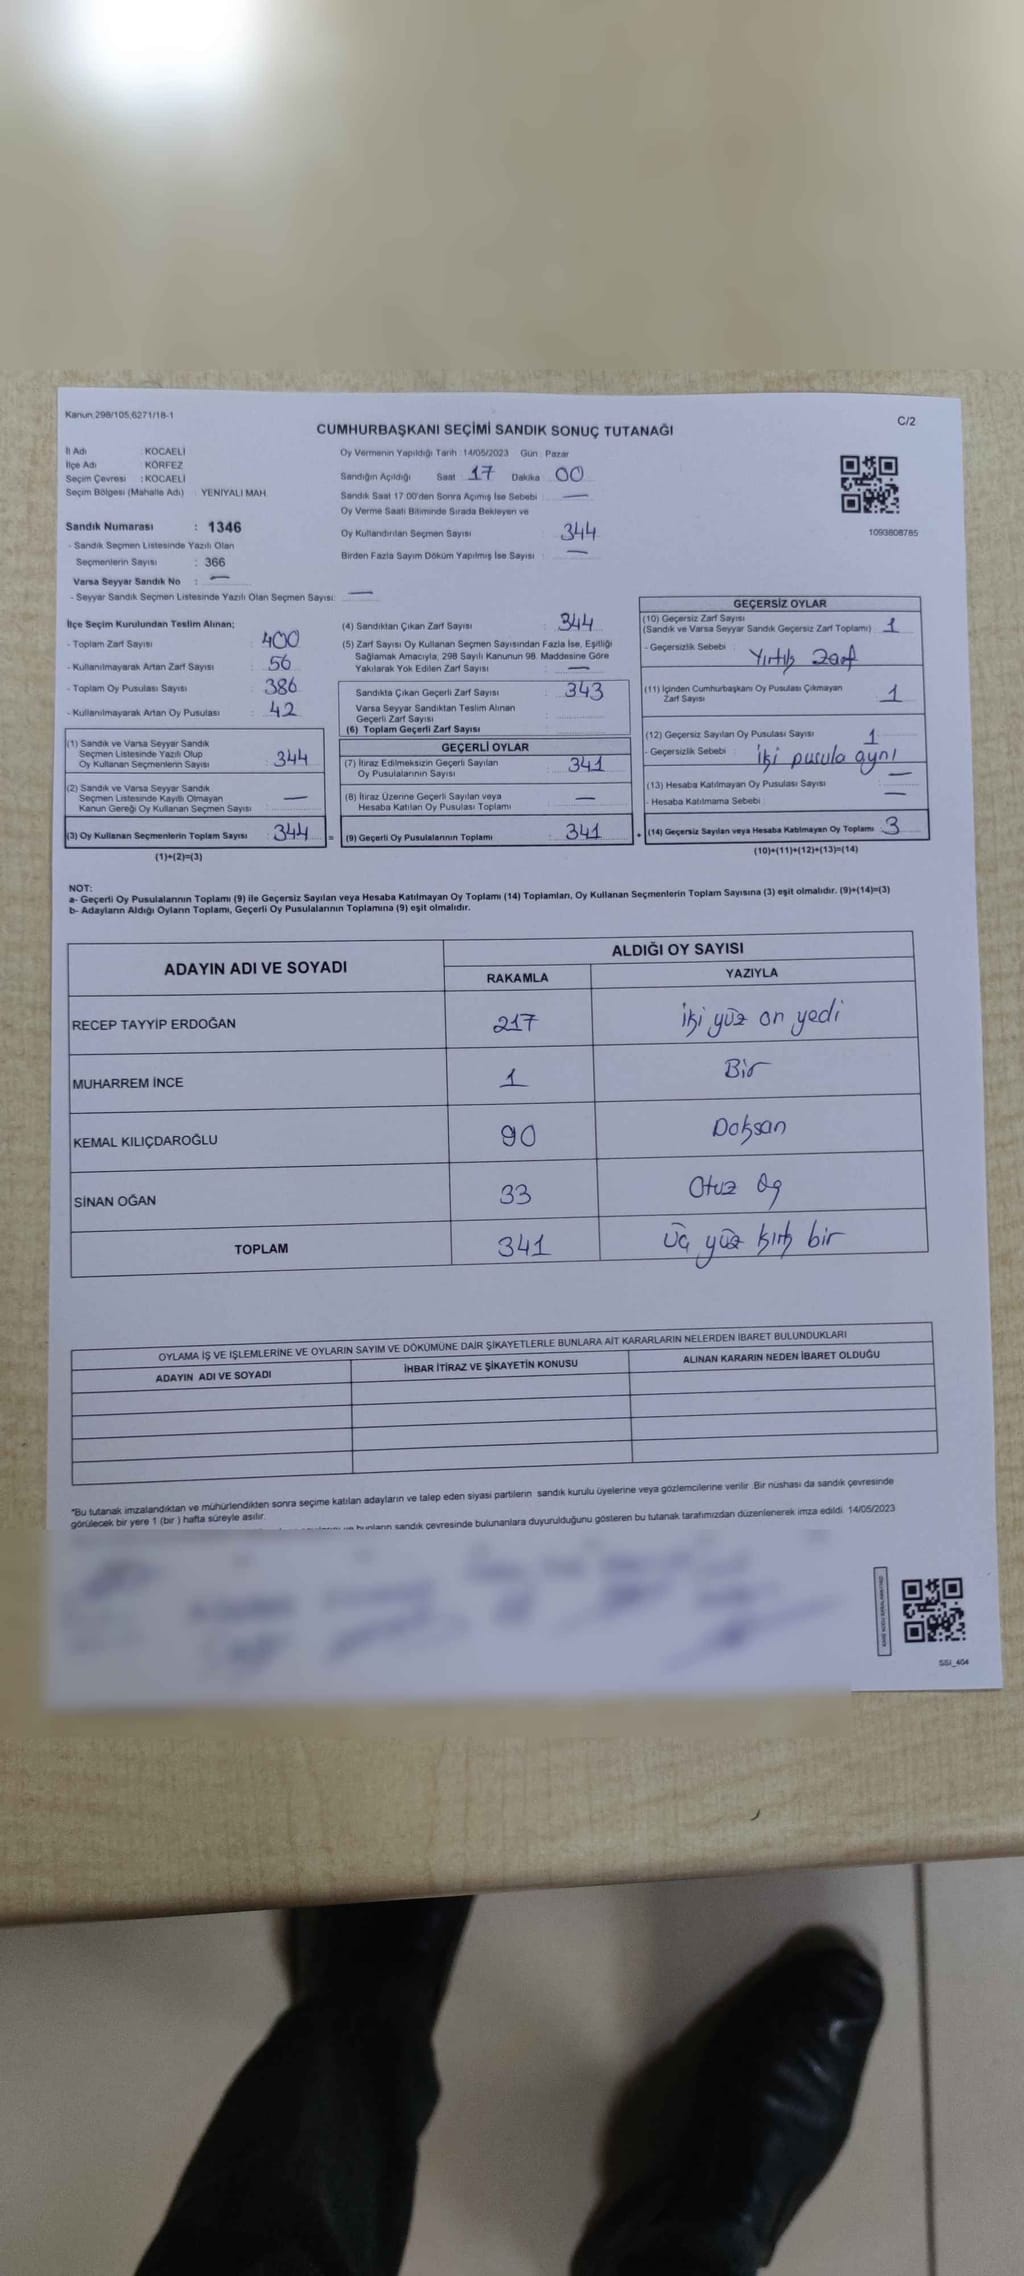 Kanun.298/105,6271/18-1
C/2
CUMHURBAŞKANI SEÇİMİ SANDIK SONUÇ TUTANAĞI
İl Adı : KOCAELİ
İlçe Adı : KÖRFEZ
Seçim Çevresi : KOCAELİ
Seçim Bölgesi (Mahalle Adı) YENİYALI MAH.
Sandık Numarası : 1346
- Sandık Seçmen Listesinde Yazılı Olan
Seçmenlerin Sayısı : 366
Varsa Seyyar Sandık No : —
- Seyyar Sandık Seçmen Listesinde Yazılı Olan Seçmen Sayısı: —
Oy Vermenin Yapıldığı Tarih : 14/05/2023 Gün : Pazar
Sandığın Açıldığı Saat : 17 Dakika : 00
Sandık Saat 17:00'den Sonra Açımış İse Sebebi : —
Oy Verme Saati Bitiminde Sırada Bekleyen ve
Oy Kullandırılan Seçmen Sayısı 344
Birden Fazla Sayım Döküm Yapılmış İse Sayısı : —
1093808785
İlçe Seçim Kurulundan Teslim Alınan;
- Toplam Zarf Sayısı : 400
- Kullanılmayarak Artan Zarf Sayısı : 56
- Toplam Oy Pusulası Sayısı : 386
- Kullanılmayarak Artan Oy Pusulası : 42
(1) Sandık ve Varsa Seyyar Sandık
Seçmen Listesinde Yazılı Olup
Oy Kullanan Seçmenlerin Sayısı : 344
(2) Sandık ve Varsa Seyyar Sandık
Seçmen Listesinde Kayıtlı Olmayan
Kanun Gereği Oy Kullanan Seçmen Sayısı —
(3) Oy Kullanan Seçmenlerin Toplam Sayısı : 344 =
(1)+(2)=(3)
(4) Sandıktan Çıkan Zarf Sayısı : 344
(5) Zarf Sayısı Oy Kullanan Seçmen Sayısından Fazla İse, Eşitliği
Sağlamak Amacıyla, 298 Sayılı Kanunun 98. Maddesine Göre
Yakılarak Yok Edilen Zarf Sayısı : —
Sandıkta Çıkan Geçerli Zarf Sayısı : 343
Varsa Seyyar Sandıktan Teslim Alınan
Geçerli Zarf Sayısı
(6) Toplam Geçerli Zarf Sayısı
GEÇERLİ OYLAR
(7) İtiraz Edilmeksizin Geçerli Sayılan
Oy Pusulalarının Sayısı : 341
(8) İtiraz Üzerine Geçerli Sayılan veya
Hesaba Katılan Oy Pusulası Toplamı : —
(9) Geçerli Oy Pusulalarının Toplamı : 341 +
GEÇERSİZ OYLAR
(10) Geçersiz Zarf Sayısı
(Sandık ve Varsa Seyyar Sandık Geçersiz Zarf Toplamı) : 1
- Geçersizlik Sebebi : Yırtık Zarf
(11) İçinden Cumhurbaşkanı Oy Pusulası Çıkmayan
Zarf Sayısı 1
(12) Geçersiz Sayılan Oy Pusulası Sayısı : 1
- Geçersizlik Sebebi : iki pusula aynı
(13) Hesaba Katılmayan Oy Pusulası Sayısı : —
- Hesaba Katılmama Sebebi : —
(14) Geçersiz Sayılan veya Hesaba Katılmayan Oy Toplamı : 3
(10)+(11)+(12)+(13)=(14)
NOT:
a- Geçerli Oy Pusulalarının Toplamı (9) ile Geçersiz Sayılan veya Hesaba Katılmayan Oy Toplamı (14) Toplamları, Oy Kullanan Seçmenlerin Toplam Sayısına (3) eşit olmalıdır. (9)+(14)=(3)
b- Adayların Aldığı Oyların Toplamı, Geçerli Oy Pusulalarının Toplamına (9) eşit olmalıdır.
ADAYIN ADI VE SOYADI
ALDIĞI OY SAYISI
RAKAMLA YAZIYLA
RECEP TAYYİP ERDOĞAN 217 iki yüz on yedi
MUHARREM İNCE 1 Bir
KEMAL KILIÇDAROĞLU 90 Doksan
SİNAN OĞAN 33 Otuz Üç
TOPLAM 341 Üç yüz kırk bir
OYLAMA İŞ VE İŞLEMLERİNE VE OYLARIN SAYIM VE DÖKÜMÜNE DAİR ŞİKAYETLERLE BUNLARA AİT KARARLARIN NELERDEN İBARET BULUNDUKLARI
ADAYIN ADI VE SOYADI İHBAR İTİRAZ VE ŞİKAYETİN KONUSU ALINAN KARARIN NEDEN İBARET OLDUĞU
*Bu tutanak imzalandıktan ve mühürlendikten sonra seçime katılan adayların ve talep eden siyasi partilerin sandık kurulu üyelerine veya gözlemcilerine verilir. Bir nüshası da sandık çevresinde
görülecek bir yere 1 (bir ) hafta süreyle asılır.
ve bunların sandık çevresinde bulunanlara duyurulduğunu gösteren bu tutanak tarafımızdan düzenlenerek imza edildi. 14/05/2023
SSI_404